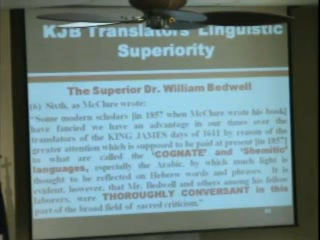 KJB Translators' Linguistic
Superiority
The Superior Dr. William Bedwell
(6) Sixth, as McClure wrote:
"Some modern scholars [in 1857 when McClure wrote his book]
have fancied we have an advantage in our times over the
translators of the KING JAMES days of 1611 by reason of the
greater attention which is supposed to be paid at present [in 1857]
to what are called the 'COGNATE' and 'Shemitic'
languages, especially the Arabic, by which much light is
thought to be reflected on Hebrew words and phrases. It is
evident, however, that Mr. Bedwell and others among his fellow
laborers, were THOROUGHLY CONVERSANT in this
part of the broad field of sacred criticism."